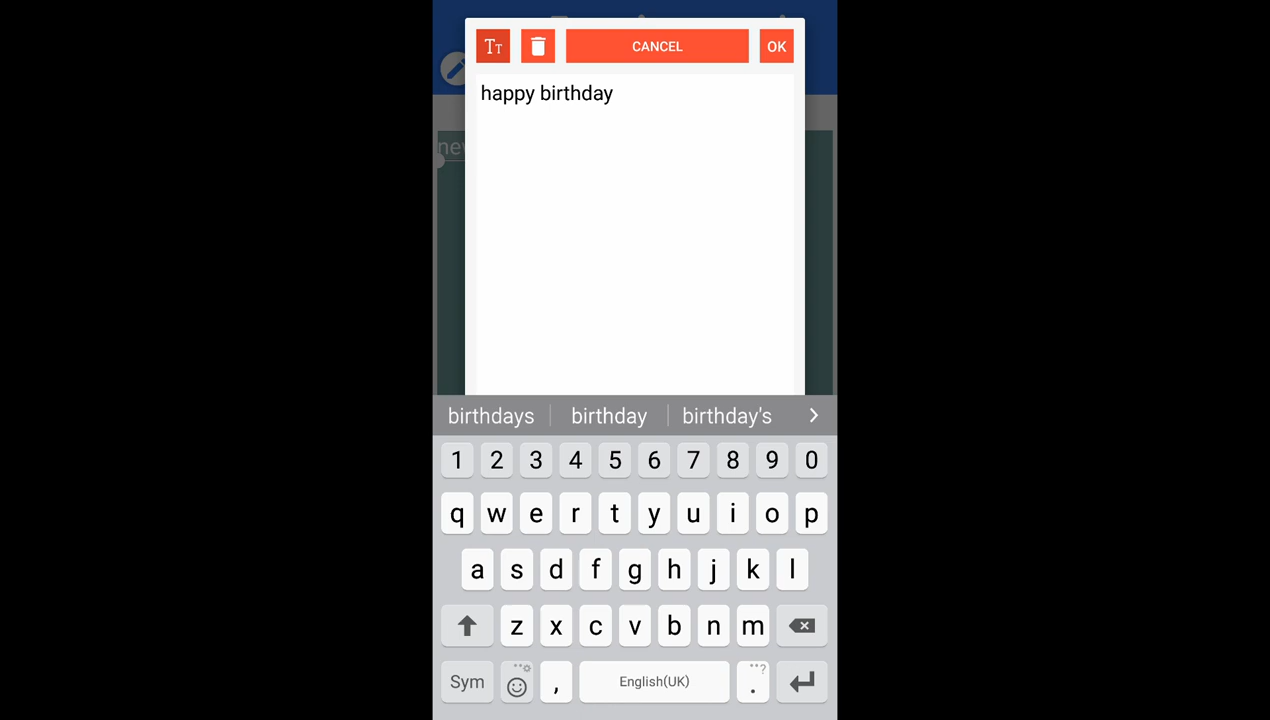 Tт CANCEL OK
happy birthday
birthdays birthday birthday's
1 2 3 4 5 6 7 8 9 0
q w e r t y u i o p
a s d f g h j k l
z x c v b n m
Sym , English(UK) . ?